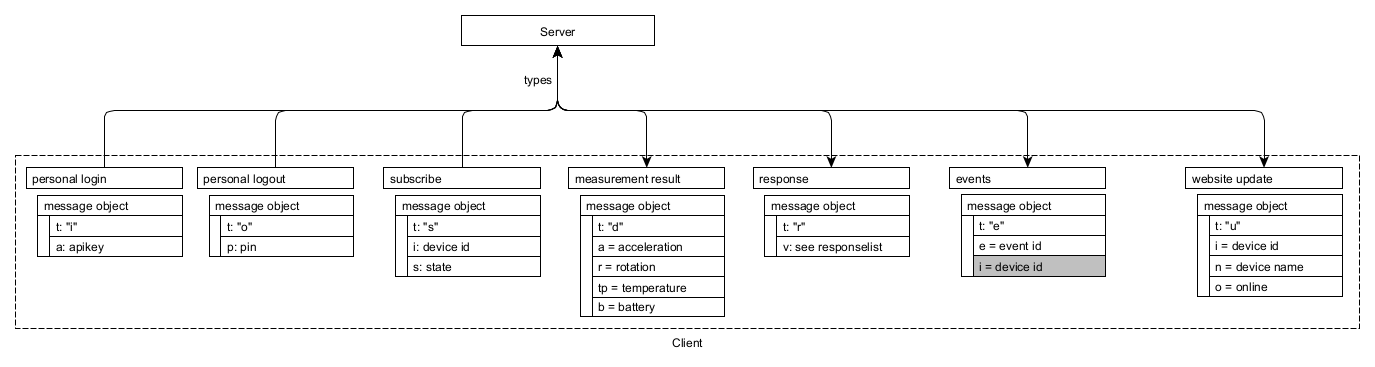 Server
types
personal login
message object
t: "i"
a: apikey
personal logout
message object
t: "o"
p: pin
subscribe
message object
t: "s"
i: device id
s: state
measurement result
message object
t: "d"
a = acceleration
r = rotation
tp = temperature
b = battery
response
message object
t: "r"
v: see responselist
events
message object
t: "e"
e = event id
i = device id
website update
message object
t: "u"
i = device id
n = device name
o = online
Client